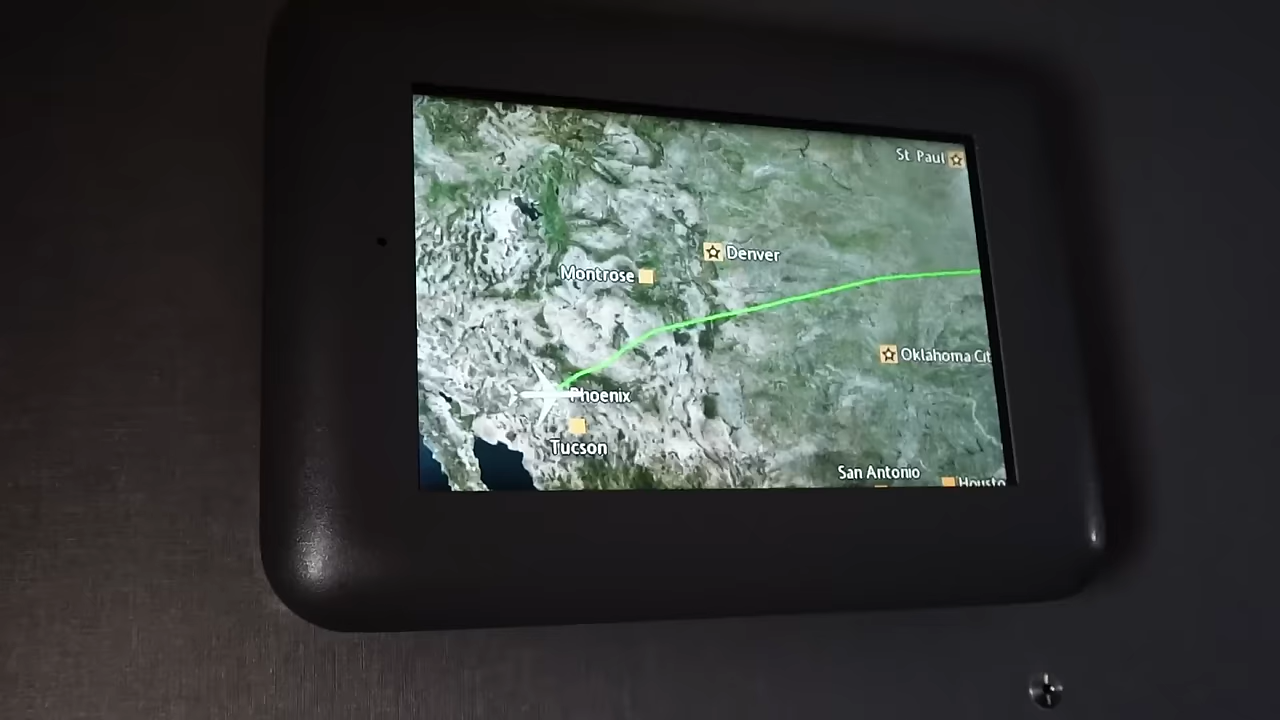 St Paul
Denver
Montrose
Oklahoma Cit
Phoenix
Tucson
San Antonio
Housto